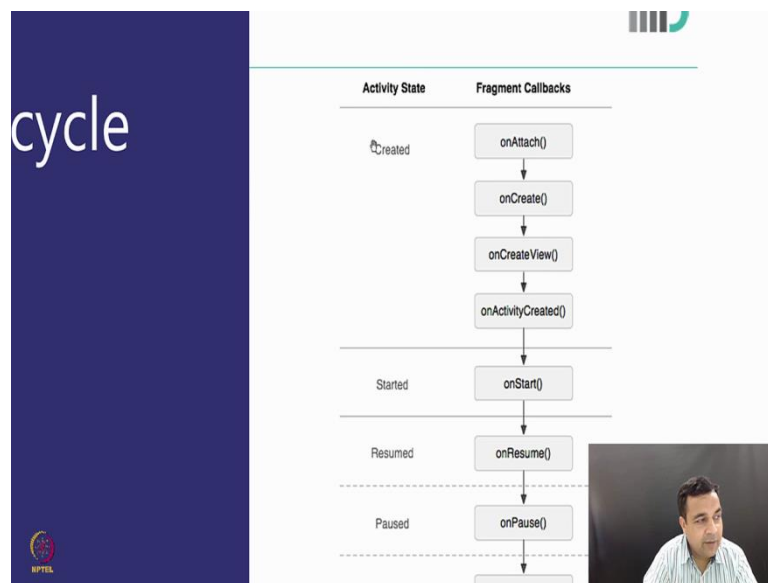 cycle
Activity State Fragment Callbacks
Created onAttach()
onCreate()
onCreateView()
onActivityCreated()
Started onStart()
Resumed onResume()
Paused onPause()
NPTEL